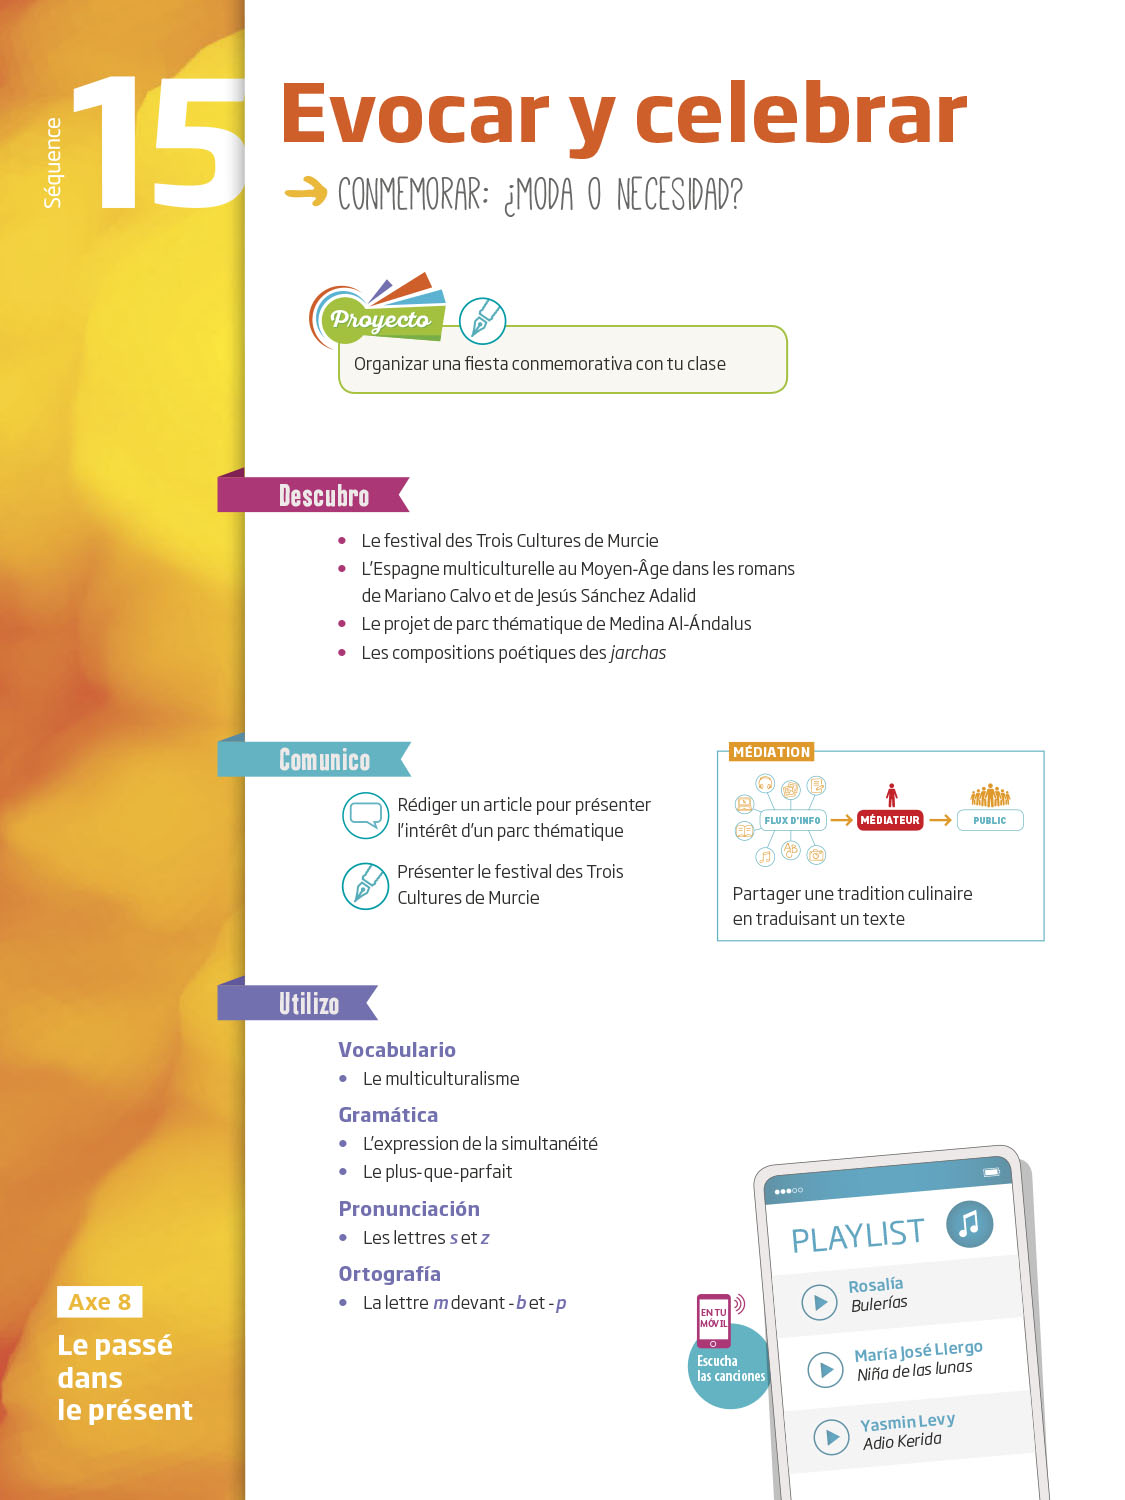 Séquence
15
Evocar y celebrar
CONMEMORAR: ¿MODA O NECESIDAD?
Proyecto
Organizar una fiesta conmemorativa con tu clase
Descubro
• Le festival des Trois Cultures de Murcie
• L'Espagne multiculturelle au Moyen-Âge dans les romans
de Mariano Calvo et de Jesús Sánchez Adalid
• Le projet de parc thématique de Medina Al-Ándalus
• Les compositions poétiques des jarchas
Comunico
Rédiger un article pour présenter
l'intérêt d'un parc thématique
Présenter le festival des Trois
Cultures de Murcie
MÉDIATION
FLUX D'INFO
MÉDIATEUR
PUBLIC
Partager une tradition culinaire
en traduisant un texte
Utilizo
Vocabulario
• Le multiculturalisme
Gramática
• L'expression de la simultanéité
• Le plus-que-parfait
Pronunciación
• Les lettres s et z
Ortografía
• La lettre m devant -b et -p
Axe 8
Le passé
dans
le présent
EN TU
MÓVIL
Escucha
las canciones
PLAYLIST
Rosalía
Bulerías
María José Llergo
Niña de las lunas
Yasmin Levy
Adio Kerida